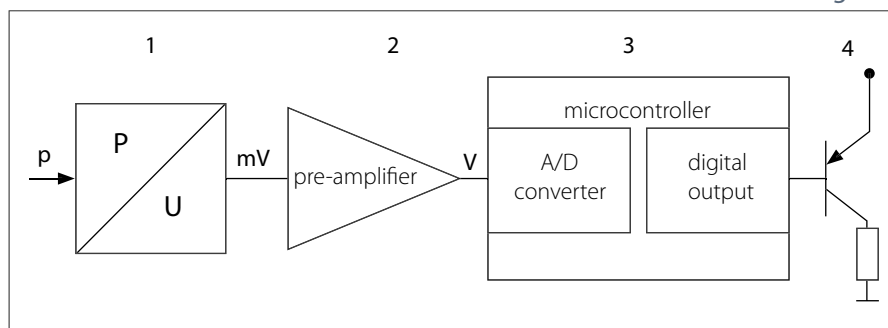 1
2
3
4
p
P
U
mV
pre-amplifier
V
microcontroller
A/D
converter
digital
output